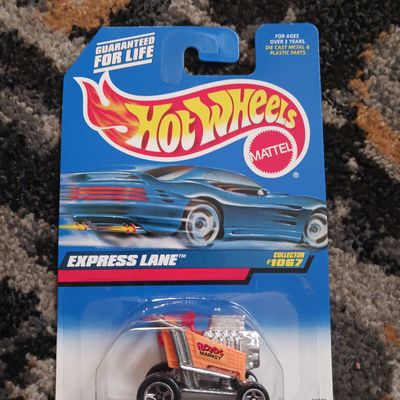 GUARANTEED
FOR LIFE
FOR AGES
OVER 3 YEARS.
DIE CAST METAL &
PLASTIC PARTS.
HOT WHEELS
®
MATTEL
EXPRESS LANE™
COLLECTOR
#1067
FLOYD'S
MARKET